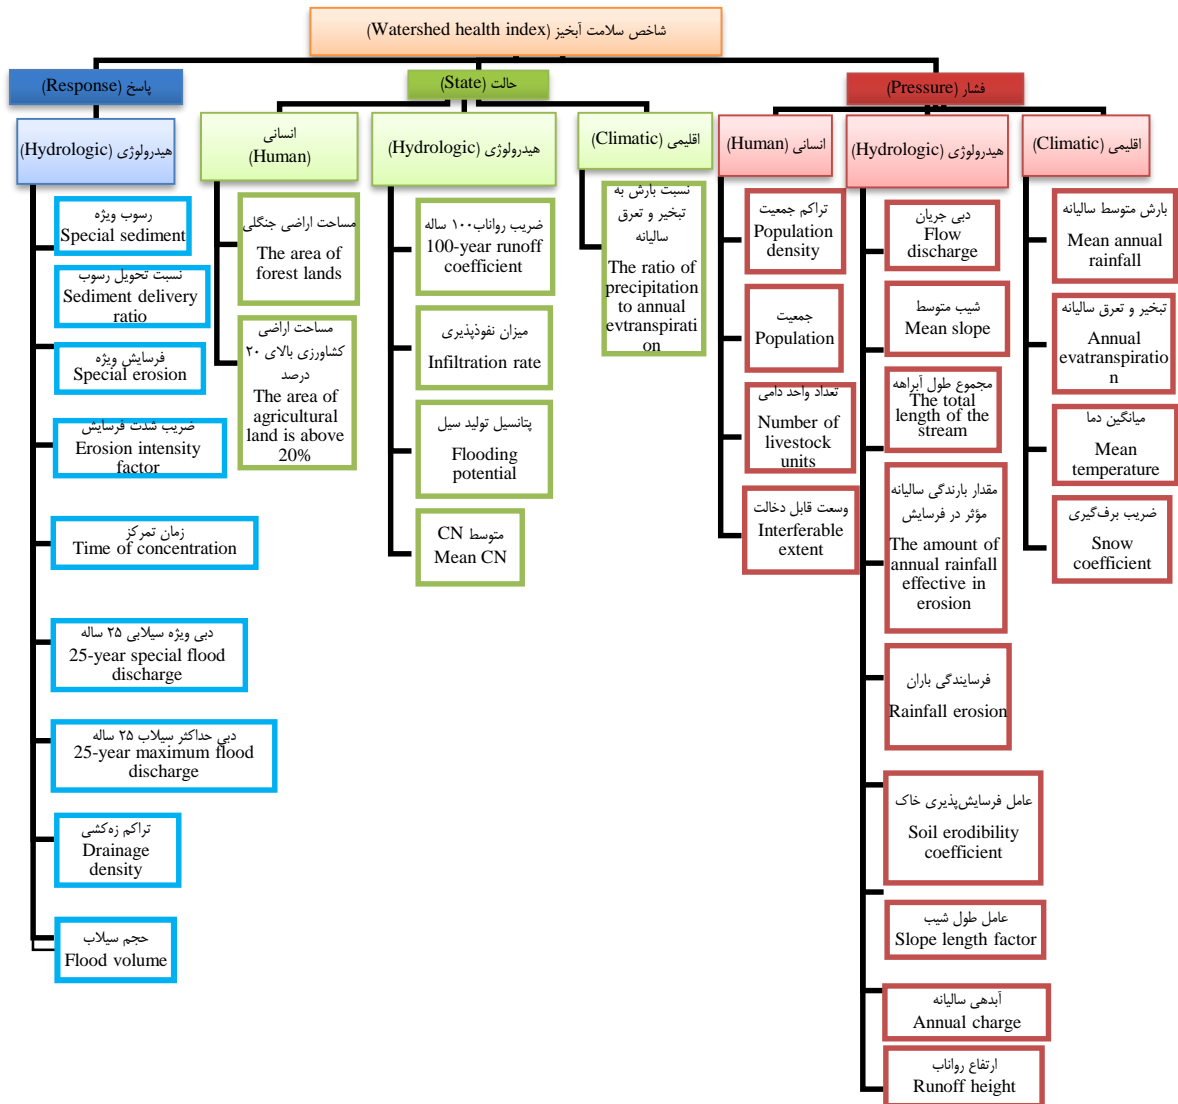 شاخص سلامت آبخیز (Watershed health index)
پاسخ (Response)
حالت (State)
فشار (Pressure)
هیدرولوژی (Hydrologic)
انسانی
(Human)
هیدرولوژی (Hydrologic)
اقلیمی (Climatic)
انسانی (Human)
هیدرولوژی (Hydrologic)
اقلیمی (Climatic)
رسوب ویژه
Special sediment
نسبت تحویل رسوب
Sediment delivery
ratio
فرسایش ویژه
Special erosion
ضریب شدت فرسایش
Erosion intensity
factor
زمان تمرکز
Time of concentration
دبی ویژه سیلابی ۲۵ ساله
25-year special flood
discharge
دبی حداکثر سیلاب ۲۵ ساله
25-year maximum flood
discharge
تراکم زه‌کشی
Drainage
density
حجم سیلاب
Flood volume
مساحت اراضی جنگلی
The area of
forest lands
مساحت اراضی
کشاورزی بالای ۲۰
درصد
The area of
agricultural
land is above
20%
ضریب رواناب۱۰۰ ساله
100-year runoff
coefficient
میزان نفوذپذیری
Infiltration rate
پتانسیل تولید سیل
Flooding
potential
متوسط CN
Mean CN
نسبت بارش به
تبخیر و تعرق
سالیانه
The ratio of
precipitation
to annual
evtranspirati
on
تراکم جمعیت
Population
density
جمعیت
Population
تعداد واحد دامی
Number of
livestock
units
وسعت قابل دخالت
Interferable
extent
دبی جریان
Flow
discharge
شیب متوسط
Mean slope
مجموع طول آبراهه
The total
length of the
stream
مقدار بارندگی سالیانه
مؤثر در فرسایش
The amount of
annual rainfall
effective in
erosion
فرسایندگی باران
Rainfall erosion
عامل فرسایش‌پذیری خاک
Soil erodibility
coefficient
عامل طول شیب
Slope length factor
آبدهی سالیانه
Annual charge
ارتفاع رواناب
Runoff height
بارش متوسط سالیانه
Mean annual
rainfall
تبخیر و تعرق سالیانه
Annual
evatranspiratio
n
میانگین دما
Mean
temperature
ضریب برف‌گیری
Snow
coefficient